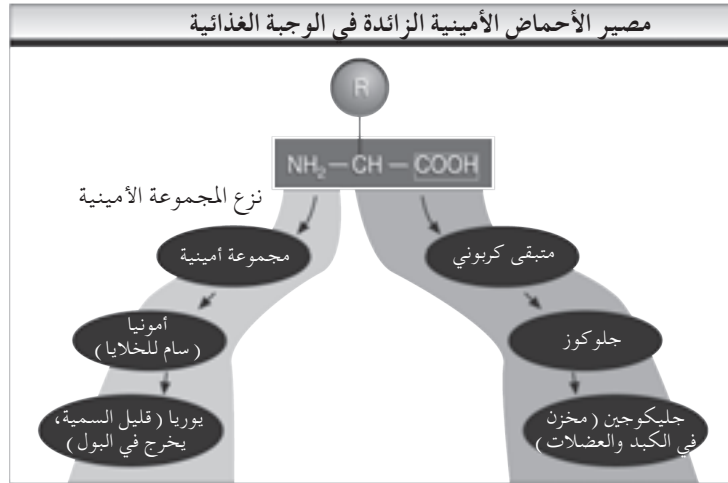 مصير الأحماض الأمينية الزائدة في الوجبة الغذائية
R
NH₂ — CH — COOH
نزع المجموعة الأمينية
متبقى كربوني
مجموعة أمينية
جلوكوز
أمونيا
(سام للخلايا)
جليكوجين (مخزن
في الكبد والعضلات)
يوريا (قليل السمية،
يخرج في البول)